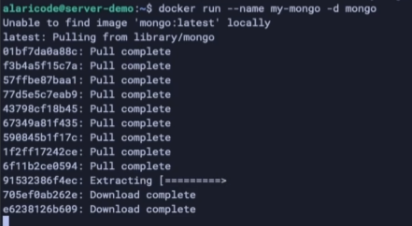 alaricode@server-demo:~$ docker run --name my-mongo -d mongo
Unable to find image 'mongo:latest' locally
latest: Pulling from library/mongo
01bf7da0a88c: Pull complete
f3b4a5f15c7a: Pull complete
57ffbe87baa1: Pull complete
77d5e5c7eab9: Pull complete
43798cf18b45: Pull complete
67349a81f435: Pull complete
590845b1f17c: Pull complete
1f2ff17242ce: Pull complete
6f11b2ce0594: Pull complete
91532386f4ec: Extracting [=========>
705ef0ab262e: Download complete
e6238126b609: Download complete